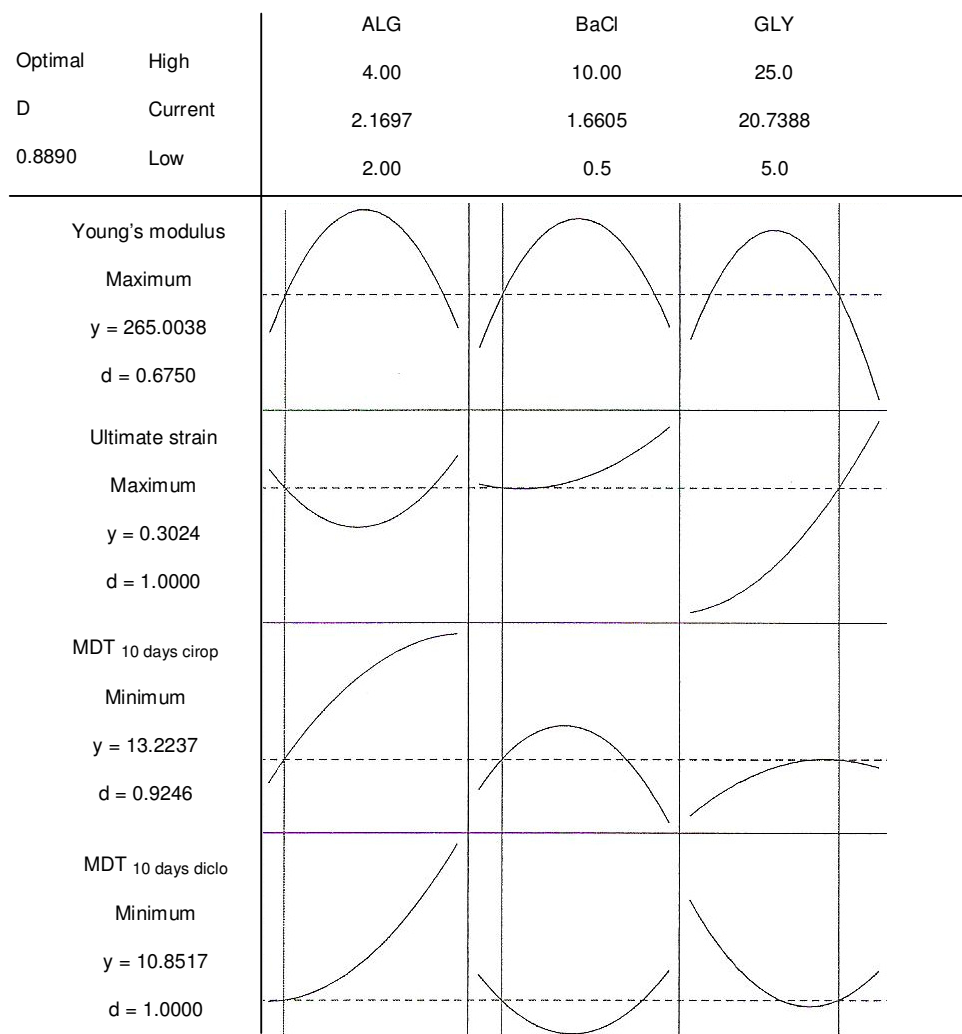 ALG BaCl GLY
Optimal High 4.00 10.00 25.0
D Current 2.1697 1.6605 20.7388
0.8890 Low 2.00 0.5 5.0
Young's modulus
Maximum
y = 265.0038
d = 0.6750
Ultimate strain
Maximum
y = 0.3024
d = 1.0000
MDT 10 days cirop
Minimum
y = 13.2237
d = 0.9246
MDT 10 days diclo
Minimum
y = 10.8517
d = 1.0000